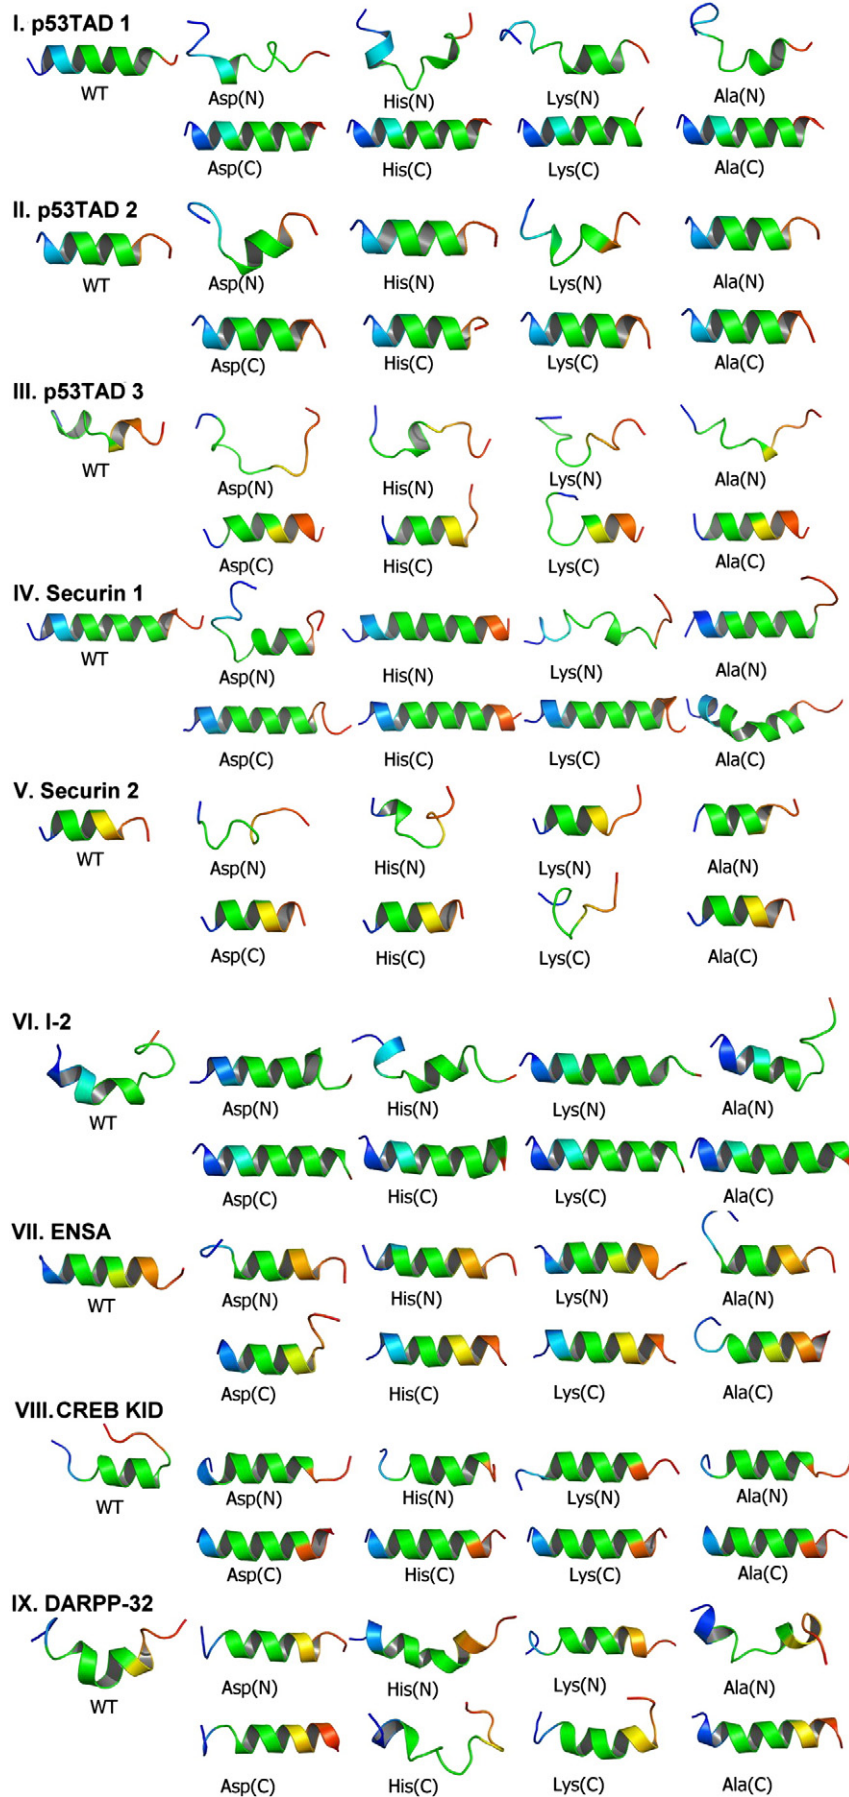 I. p53TAD 1
WT
Asp(N)
His(N)
Lys(N)
Ala(N)
Asp(C)
His(C)
Lys(C)
Ala(C)
II. p53TAD 2
WT
Asp(N)
His(N)
Lys(N)
Ala(N)
Asp(C)
His(C)
Lys(C)
Ala(C)
III. p53TAD 3
WT
Asp(N)
His(N)
Lys(N)
Ala(N)
Asp(C)
His(C)
Lys(C)
Ala(C)
IV. Securin 1
WT
Asp(N)
His(N)
Lys(N)
Ala(N)
Asp(C)
His(C)
Lys(C)
Ala(C)
V. Securin 2
WT
Asp(N)
His(N)
Lys(N)
Ala(N)
Asp(C)
His(C)
Lys(C)
Ala(C)
VI. I-2
WT
Asp(N)
His(N)
Lys(N)
Ala(N)
Asp(C)
His(C)
Lys(C)
Ala(C)
VII. ENSA
WT
Asp(N)
His(N)
Lys(N)
Ala(N)
Asp(C)
His(C)
Lys(C)
Ala(C)
VIII.CREB KID
WT
Asp(N)
His(N)
Lys(N)
Ala(N)
Asp(C)
His(C)
Lys(C)
Ala(C)
IX. DARPP-32
WT
Asp(N)
His(N)
Lys(N)
Ala(N)
Asp(C)
His(C)
Lys(C)
Ala(C)